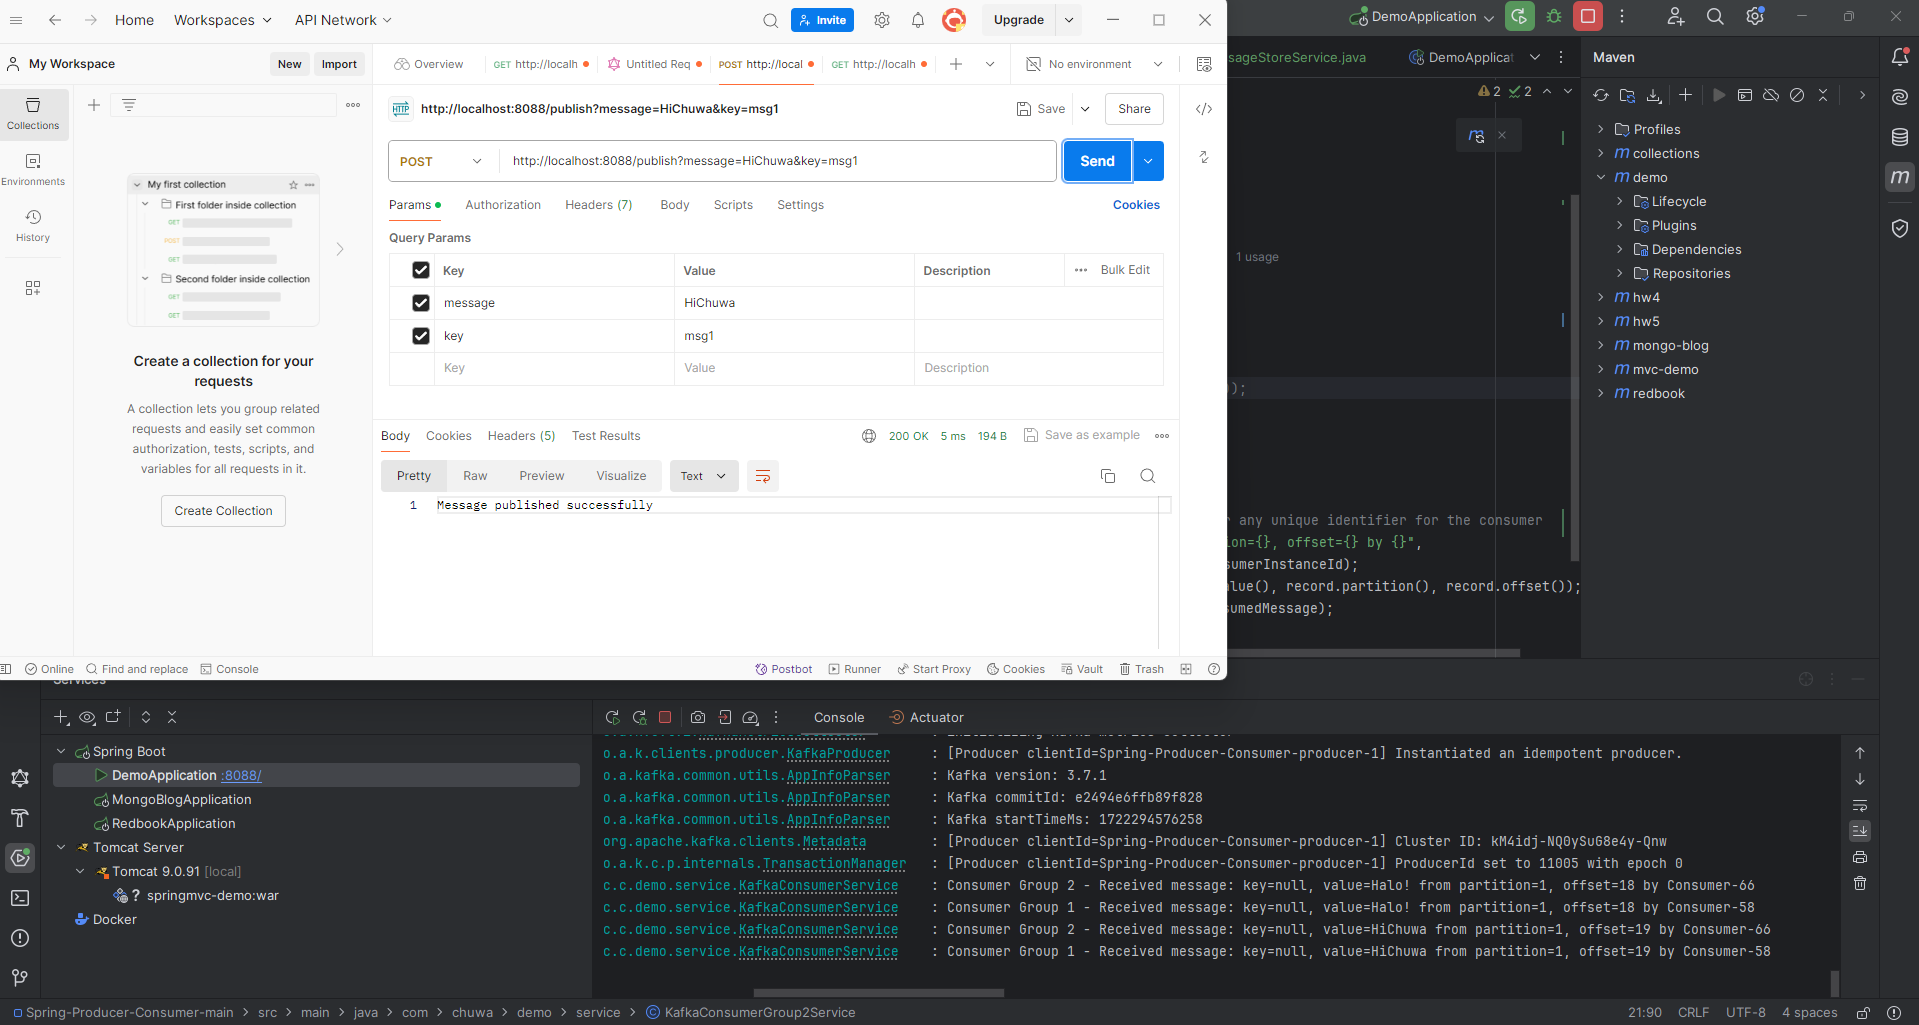 Home Workspaces API Network Invite Upgrade
DemoApplication
My Workspace New Import Overview GET http://localh Untitled Req POST http://local GET http://localh No environment
sageStoreService.java DemoApplicat Maven
Collections
http://localhost:8088/publish?message=HiChuwa&key=msg1 Save Share
2 2
HTTP
POST http://localhost:8088/publish?message=HiChuwa&key=msg1 Send
Environments
Params Authorization Headers (7) Body Scripts Settings Cookies
History
Query Params
Key Value Description Bulk Edit
message HiChuwa
key msg1
Key Value Description
My first collection
First folder inside collection
GET
POST
GET
Second folder inside collection
GET
GET
Create a collection for your
requests
A collection lets you group related
requests and easily set common
authorization, tests, scripts, and
variables for all requests in it.
Create Collection
Body Cookies Headers (5) Test Results 200 OK 5 ms 194 B Save as example
Pretty Raw Preview Visualize Text
1 Message published successfully
Online Find and replace Console Postbot Runner Start Proxy Cookies Vault Trash
1 usage
));
r any unique identifier for the consumer
ion={}, offset={} by {}",
sumerInstanceId);
lue(), record.partition(), record.offset());
sumedMessage);
Profiles
m collections
m demo
Lifecycle
Plugins
Dependencies
Repositories
m hw4
m hw5
m mongo-blog
m mvc-demo
m redbook
Services
Console Actuator
Spring Boot
DemoApplication :8088/
MongoBlogApplication
RedbookApplication
Tomcat Server
Tomcat 9.0.91 [local]
? springmvc-demo:war
Docker
o.a.k.clients.producer.KafkaProducer : [Producer clientId=Spring-Producer-Consumer-producer-1] Instantiated an idempotent producer.
o.a.kafka.common.utils.AppInfoParser : Kafka version: 3.7.1
o.a.kafka.common.utils.AppInfoParser : Kafka commitId: e2494e6ffb89f828
o.a.kafka.common.utils.AppInfoParser : Kafka startTimeMs: 1722294576258
org.apache.kafka.clients.Metadata : [Producer clientId=Spring-Producer-Consumer-producer-1] Cluster ID: kM4idj-NQ0ySuG8e4y-Qnw
o.a.k.c.p.internals.TransactionManager : [Producer clientId=Spring-Producer-Consumer-producer-1] ProducerId set to 11005 with epoch 0
c.c.demo.service.KafkaConsumerService : Consumer Group 2 - Received message: key=null, value=Halo! from partition=1, offset=18 by Consumer-66
c.c.demo.service.KafkaConsumerService : Consumer Group 1 - Received message: key=null, value=Halo! from partition=1, offset=18 by Consumer-58
c.c.demo.service.KafkaConsumerService : Consumer Group 2 - Received message: key=null, value=HiChuwa from partition=1, offset=19 by Consumer-66
c.c.demo.service.KafkaConsumerService : Consumer Group 1 - Received message: key=null, value=HiChuwa from partition=1, offset=19 by Consumer-58
Spring-Producer-Consumer-main > src > main > java > com > chuwa > demo > service > KafkaConsumerGroup2Service 21:90 CRLF UTF-8 4 spaces